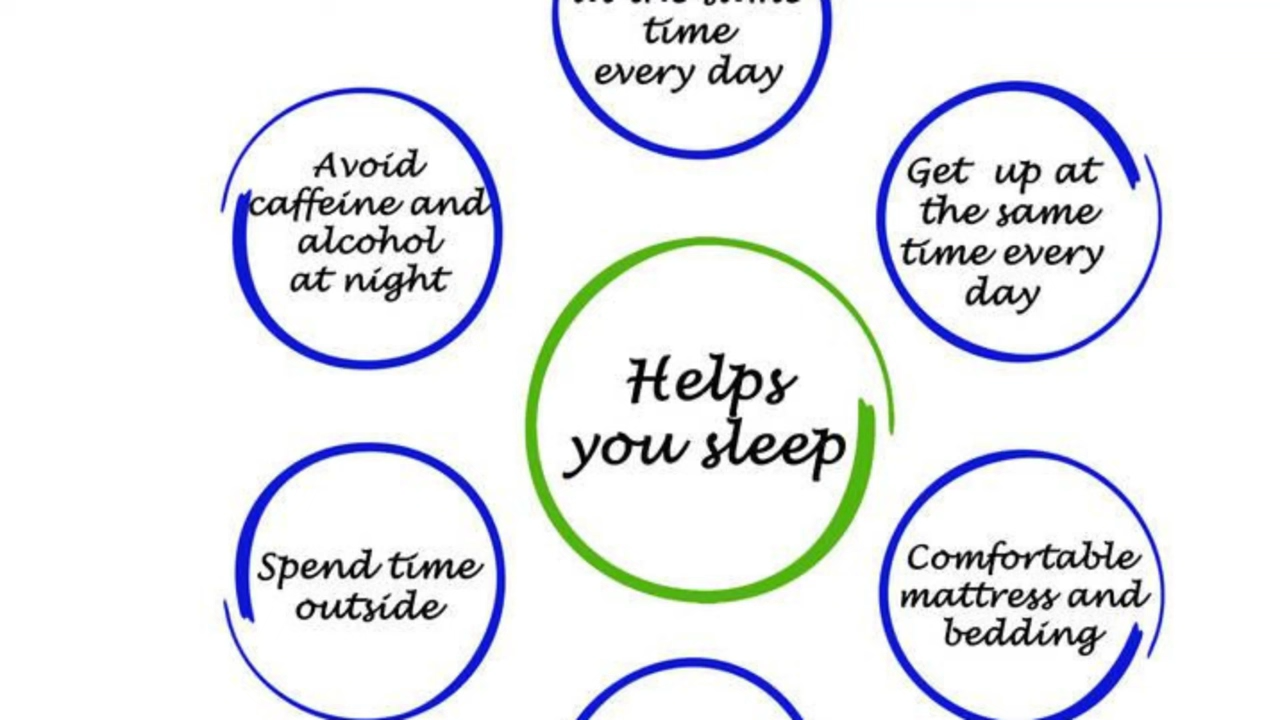 time
every day
Avoid
caffeine and
alcohol
at night
Get up at
the same
time every
day
Helps
you sleep
Spend time
outside
Comfortable
mattress and
bedding